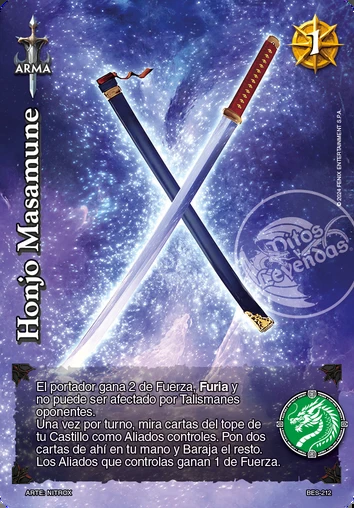 ARMA
1
Honjo Masamune
© 2024 FENIX ENTERTAINMENT S.P.A.
Mitos y
Leyendas
El portador gana 2 de Fuerza, Furia y
no puede ser afectado por Talismanes
oponentes.
Una vez por turno, mira cartas del tope de
tu Castillo como Aliados controles. Pon dos
cartas de ahí en tu mano y Baraja el resto.
Los Aliados que controlas ganan 1 de Fuerza.
ARTE: NITROX
BES-212